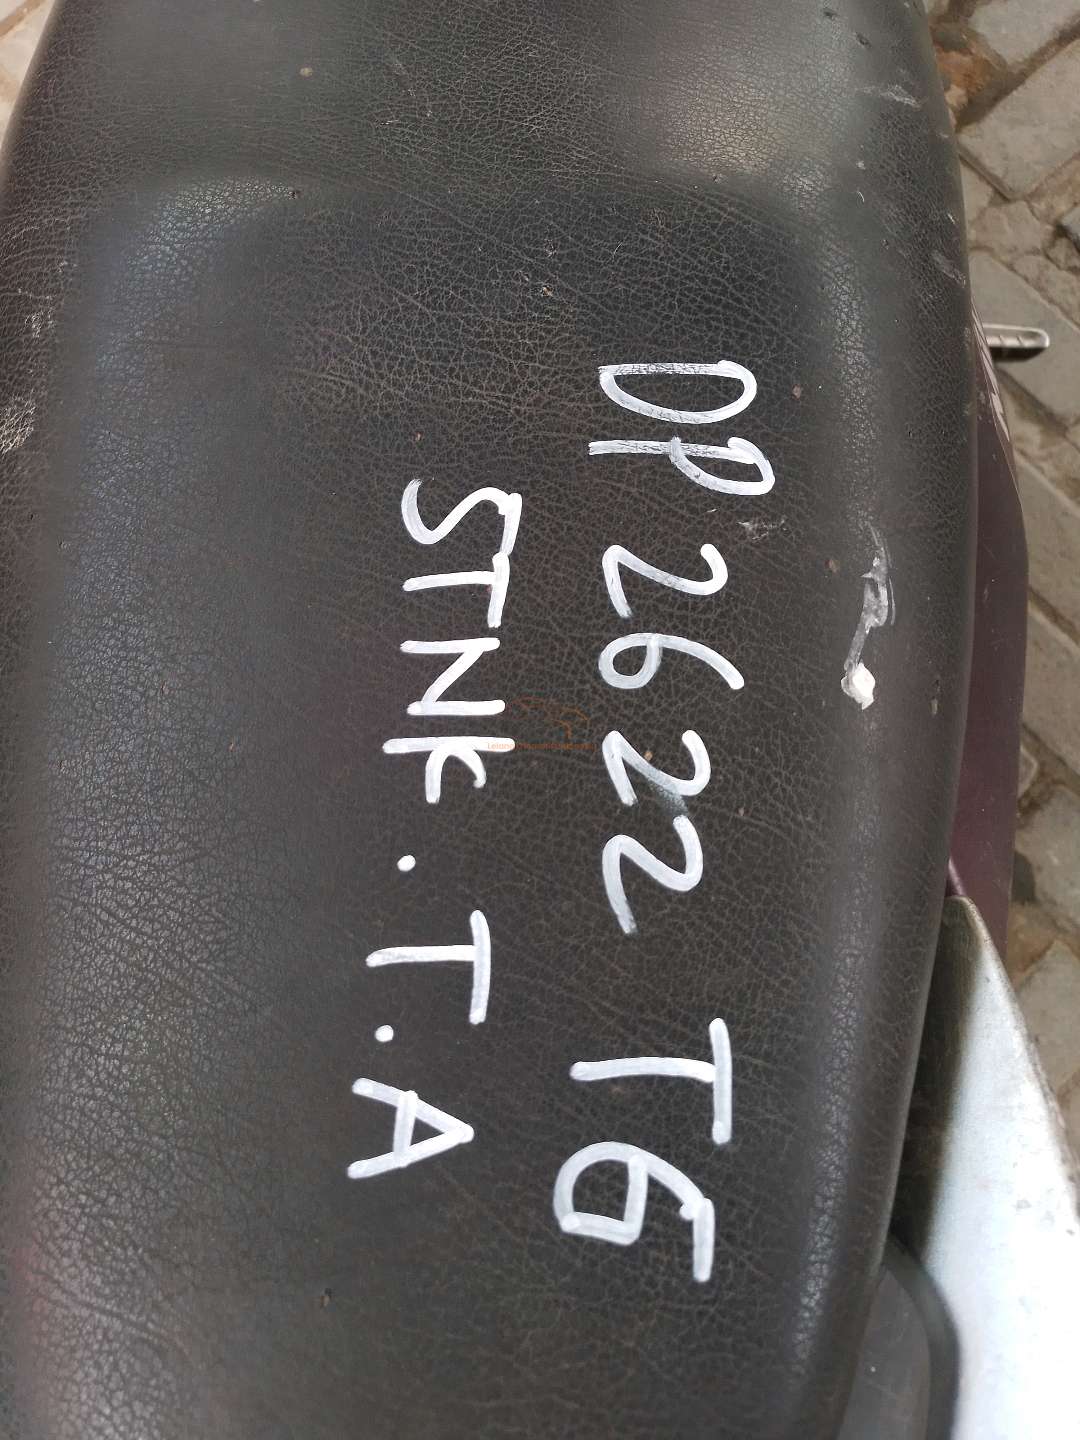 DP 2622 TG
STNK . T.A